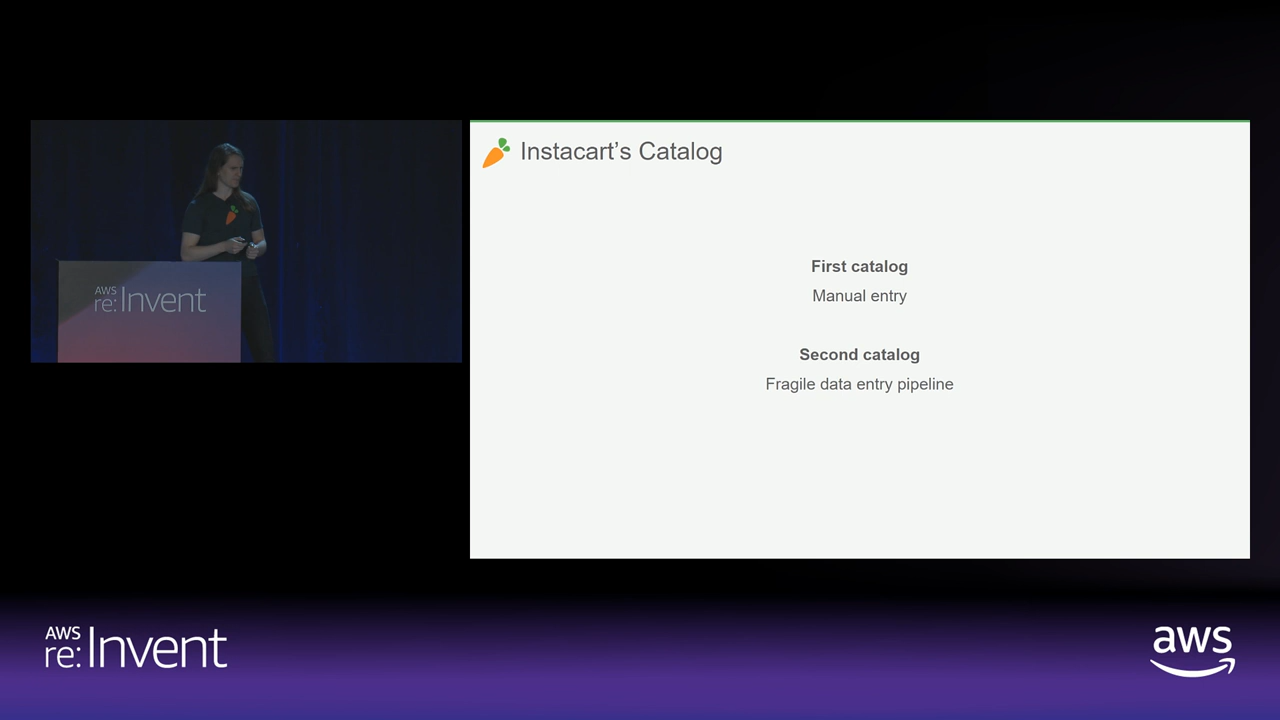 Instacart's Catalog
First catalog
Manual entry
Second catalog
Fragile data entry pipeline
AWS
re:Invent
AWS
re:Invent
aws